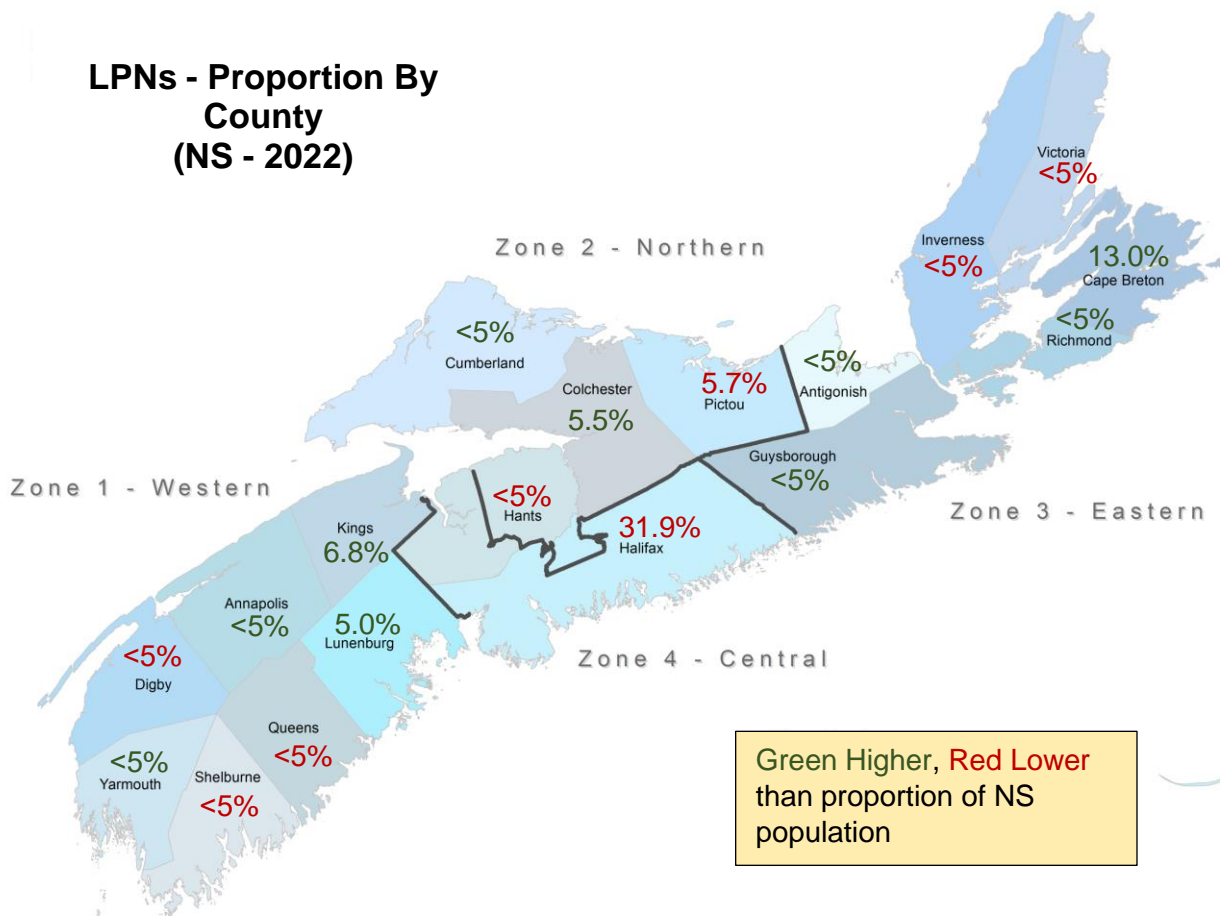 LPNs - Proportion By
County
(NS - 2022)
Victoria
<5%
Inverness
<5%
13.0%
Cape Breton
<5%
Richmond
Zone 2 - Northern
<5%
Cumberland
Colchester
5.5%
5.7%
Pictou
<5%
Antigonish
Guysborough
<5%
Zone 3 - Eastern
Zone 1 - Western
<5%
Hants
31.9%
Halifax
Kings
6.8%
Annapolis
<5%
5.0%
Lunenburg
Zone 4 - Central
<5%
Digby
Queens
<5%
<5%
Yarmouth
Shelburne
<5%
Green Higher, Red Lower
than proportion of NS
population